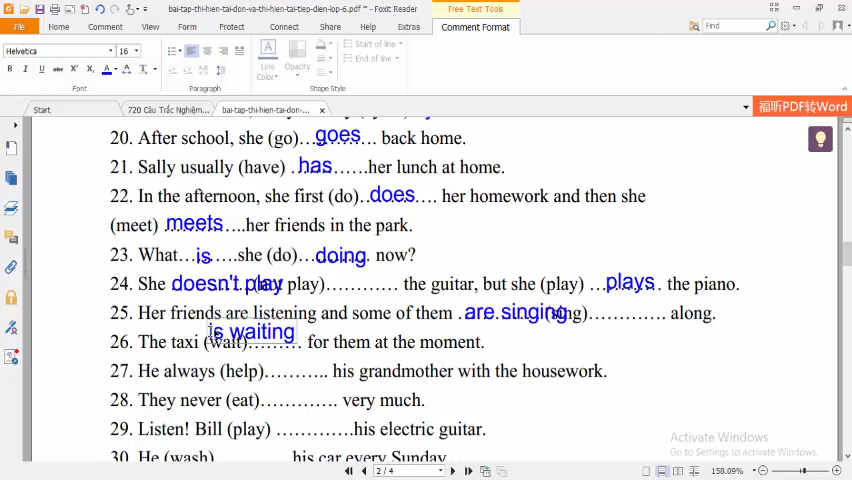 bai-tap-thi-hien-tai-don-va-thi-hien-tai-tiep-dien-lop-6.pdf * - Foxit Reader
Free Text Tools
File Home Comment View Form Protect Connect Share Help Extras Comment Format
Find
Helvetica 16
Line Color Opacity
Start of line
End of line
Font Paragraph Shape Style
Start 720 Câu Trắc Nghiệm... bai-tap-thi-hien-tai-don-...
福昕PDF转Word
20. After school, she (go)…goes………. back home.
21. Sally usually (have) …has……….her lunch at home.
22. In the afternoon, she first (do)…does…. her homework and then she
(meet) meets……..her friends in the park.
23. What…is…..she (do)…doing…. now?
24. She doesn't play (not play)………… the guitar, but she (play) …plays…… the piano.
25. Her friends are listening and some of them …are singing (sing)…………. along.
is waiting
26. The taxi (wait)……… for them at the moment.
27. He always (help)……….. his grandmother with the housework.
28. They never (eat)…………. very much.
29. Listen! Bill (play) ………….his electric guitar.
30. He (wash) his car every Sunday
Activate Windows
Go to Settings to activate Windows.
2 / 4
158.09%